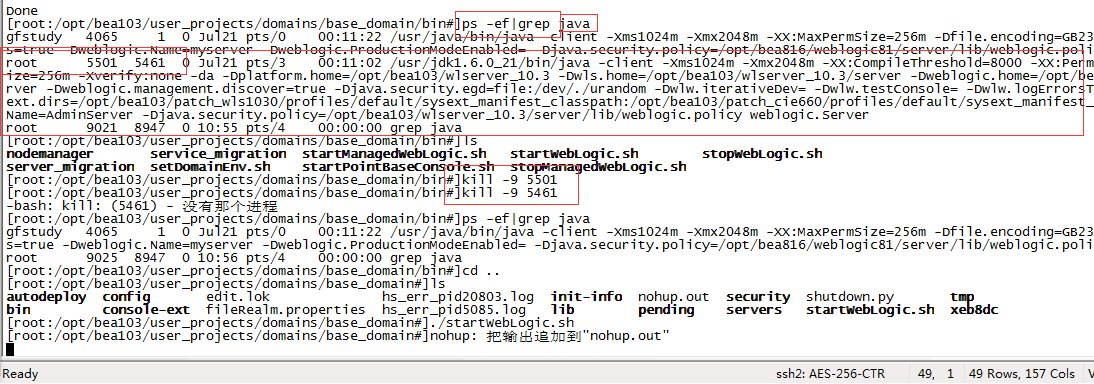 Done
[root:/opt/bea103/user_projects/domains/base_domain/bin#]ps -ef|grep java
gfstudy   4065     1  0 Jul21 pts/0    00:11:22 /usr/java/bin/java -client -Xms1024m -Xmx2048m -XX:MaxPermSize=256m -Dfile.encoding=GB23
s=true -Dweblogic.Name=myserver -Dweblogic.ProductionModeEnabled= -Djava.security.policy=/opt/bea816/weblogic81/server/lib/weblogic.polic
root      5501  5461  0 Jul21 pts/3    00:11:02 /usr/jdk1.6.0_21/bin/java -client -Xms1024m -Xmx2048m -XX:CompileThreshold=8000 -XX:Perm
ize=256m -Xverify:none -da -Dplatform.home=/opt/bea103/wlserver_10.3 -Dwls.home=/opt/bea103/wlserver_10.3/server -Dweblogic.home=/opt/be
rver -Dweblogic.management.discover=true -Djava.security.egd=file:/dev/./urandom -Dwlw.iterativeDev= -Dwlw.testConsole= -Dwlw.logErrorsT
ext.dirs=/opt/bea103/patch_wls1030/profiles/default/sysext_manifest_classpath:/opt/bea103/patch_cie660/profiles/default/sysext_manifest_
Name=AdminServer -Djava.security.policy=/opt/bea103/wlserver_10.3/server/lib/weblogic.policy weblogic.Server
root      9021  8947  0 10:55 pts/4    00:00:00 grep java
[root:/opt/bea103/user_projects/domains/base_domain/bin#]ls
nodemanager       service_migration  startManagedWebLogic.sh   startWebLogic.sh        stopWebLogic.sh
server_migration  setDomainEnv.sh    startPointBaseConsole.sh  stopManagedWebLogic.sh
[root:/opt/bea103/user_projects/domains/base_domain/bin#]kill -9 5501
[root:/opt/bea103/user_projects/domains/base_domain/bin#]kill -9 5461
-bash: kill: (5461) - 没有那个进程
[root:/opt/bea103/user_projects/domains/base_domain/bin#]ps -ef|grep java
gfstudy   4065     1  0 Jul21 pts/0    00:11:22 /usr/java/bin/java -client -Xms1024m -Xmx2048m -XX:MaxPermSize=256m -Dfile.encoding=GB23
s=true -Dweblogic.Name=myserver -Dweblogic.ProductionModeEnabled= -Djava.security.policy=/opt/bea816/weblogic81/server/lib/weblogic.poli
root      9025  8947  0 10:56 pts/4    00:00:00 grep java
[root:/opt/bea103/user_projects/domains/base_domain/bin#]cd ..
[root:/opt/bea103/user_projects/domains/base_domain#]ls
autodeploy  config       edit.lok              hs_err_pid20803.log  init-info  nohup.out  security  shutdown.py       tmp
bin         console-ext  fileRealm.properties  hs_err_pid5085.log   lib        pending    servers   startWebLogic.sh  xeb8dc
[root:/opt/bea103/user_projects/domains/base_domain#]./startWebLogic.sh
[root:/opt/bea103/user_projects/domains/base_domain#]nohup: 把输出追加到"nohup.out"
Ready ssh2: AES-256-CTR 49, 1 49 Rows, 157 Cols